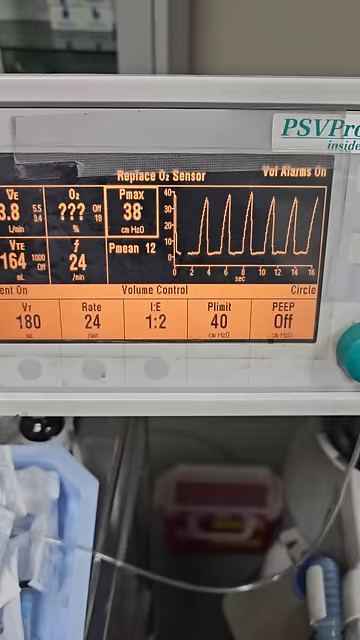 PSVPro
inside
Replace O₂ Sensor Vol Alarms On
V̇E O₂ Pmax
3.8 5.5 3.4 ??? Off 18 38
L/min % cm H₂O
VTE f Pmean 12
164 1000 Off 24
mL /min
40
30
20
10
0
0 2 4 6 8 10 12 14 16
sec
ent On Volume Control Circle
VT Rate I:E Plimit PEEP
180 24 1:2 40 Off
mL /min cm H₂O cm H₂O